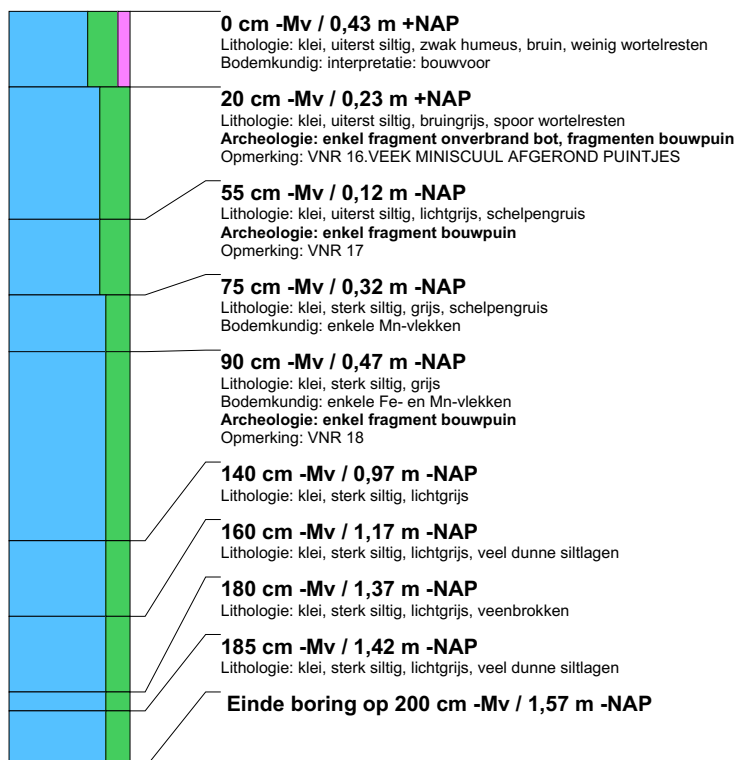 0 cm -Mv / 0,43 m +NAP
Lithologie: klei, uiterst siltig, zwak humeus, bruin, weinig wortelresten
Bodemkundig: interpretatie: bouwvoor
20 cm -Mv / 0,23 m +NAP
Lithologie: klei, uiterst siltig, bruingrijs, spoor wortelresten
Archeologie: enkel fragment onverbrand bot, fragmenten bouwpuin
Opmerking: VNR 16.VEEK MINISCUUL AFGEROND PUINTJES
55 cm -Mv / 0,12 m -NAP
Lithologie: klei, uiterst siltig, lichtgrijs, schelpengruis
Archeologie: enkel fragment bouwpuin
Opmerking: VNR 17
75 cm -Mv / 0,32 m -NAP
Lithologie: klei, sterk siltig, grijs, schelpengruis
Bodemkundig: enkele Mn-vlekken
90 cm -Mv / 0,47 m -NAP
Lithologie: klei, sterk siltig, grijs
Bodemkundig: enkele Fe- en Mn-vlekken
Archeologie: enkel fragment bouwpuin
Opmerking: VNR 18
140 cm -Mv / 0,97 m -NAP
Lithologie: klei, sterk siltig, lichtgrijs
160 cm -Mv / 1,17 m -NAP
Lithologie: klei, sterk siltig, lichtgrijs, veel dunne siltlagen
180 cm -Mv / 1,37 m -NAP
Lithologie: klei, sterk siltig, lichtgrijs, veenbrokken
185 cm -Mv / 1,42 m -NAP
Lithologie: klei, sterk siltig, lichtgrijs, veel dunne siltlagen
Einde boring op 200 cm -Mv / 1,57 m -NAP